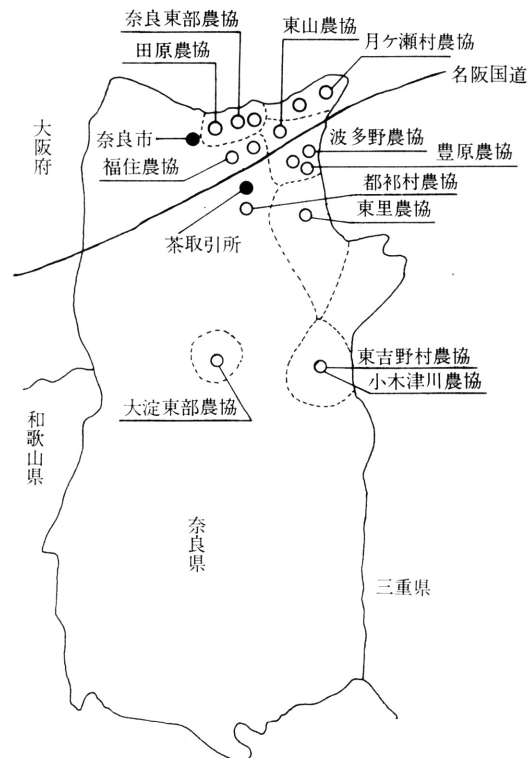 奈良東部農協
東山農協
月ケ瀬村農協
田原農協
名阪国道
大阪府
奈良市
波多野農協
豊原農協
福住農協
都祁村農協
東里農協
茶取引所
東吉野村農協
小木津川農協
大淀東部農協
和歌山県
奈良県
三重県